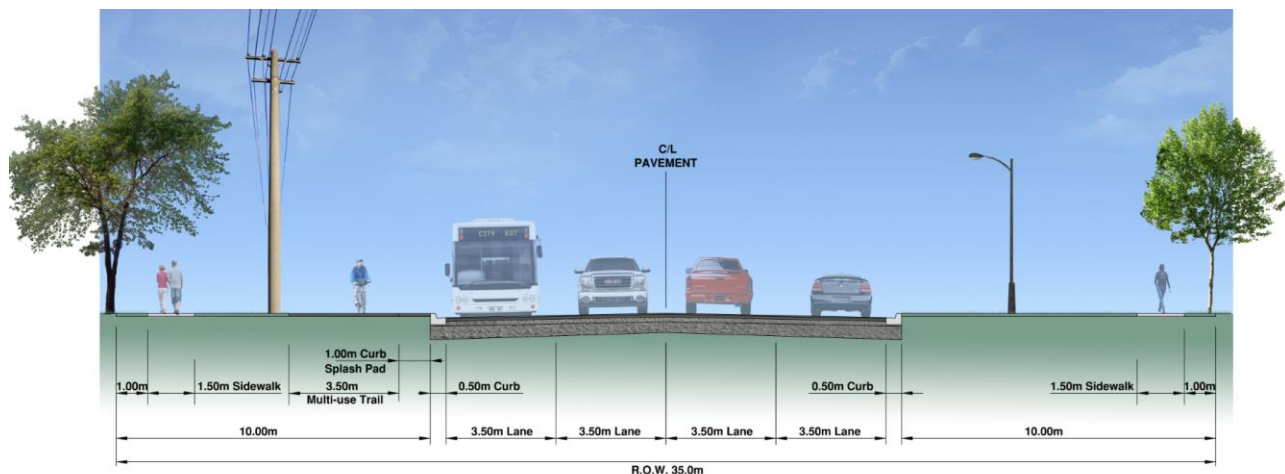 C/L
PAVEMENT
CITY 507
1.00m Curb
Splash Pad
1.00m
1.50m Sidewalk
3.50m
Multi-use Trail
0.50m Curb
0.50m Curb
1.50m Sidewalk
1.00m
10.00m
3.50m Lane
3.50m Lane
3.50m Lane
3.50m Lane
10.00m
R.O.W. 35.0m